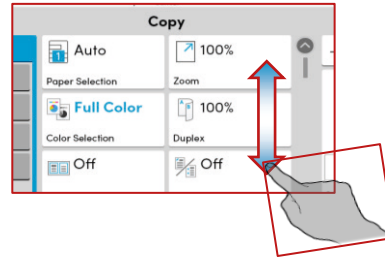 Copy
Auto
Paper Selection
100%
Zoom
Full Color
Color Selection
100%
Duplex
Off
Off